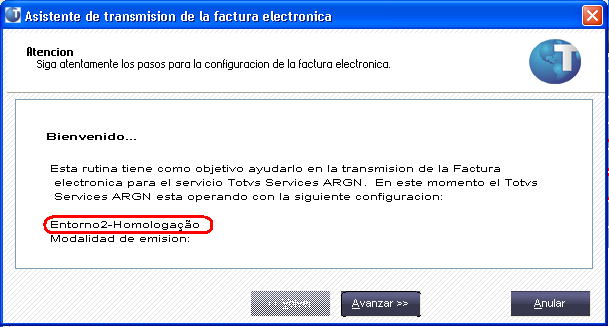 Asistente de transmision de la factura electronica
Atencion
Siga atentamente los pasos para la configuracion de la factura electronica.
T
Bienvenido...
Esta rutina tiene como objetivo ayudarlo en la transmision de la Factura
electronica para el servicio Totvs Services ARGN. En este momento el Totvs
Services ARGN esta operando con la siguiente configuracion:
Entorno2-Homologação
Modalidad de emision:
Avanzar >>
Anular